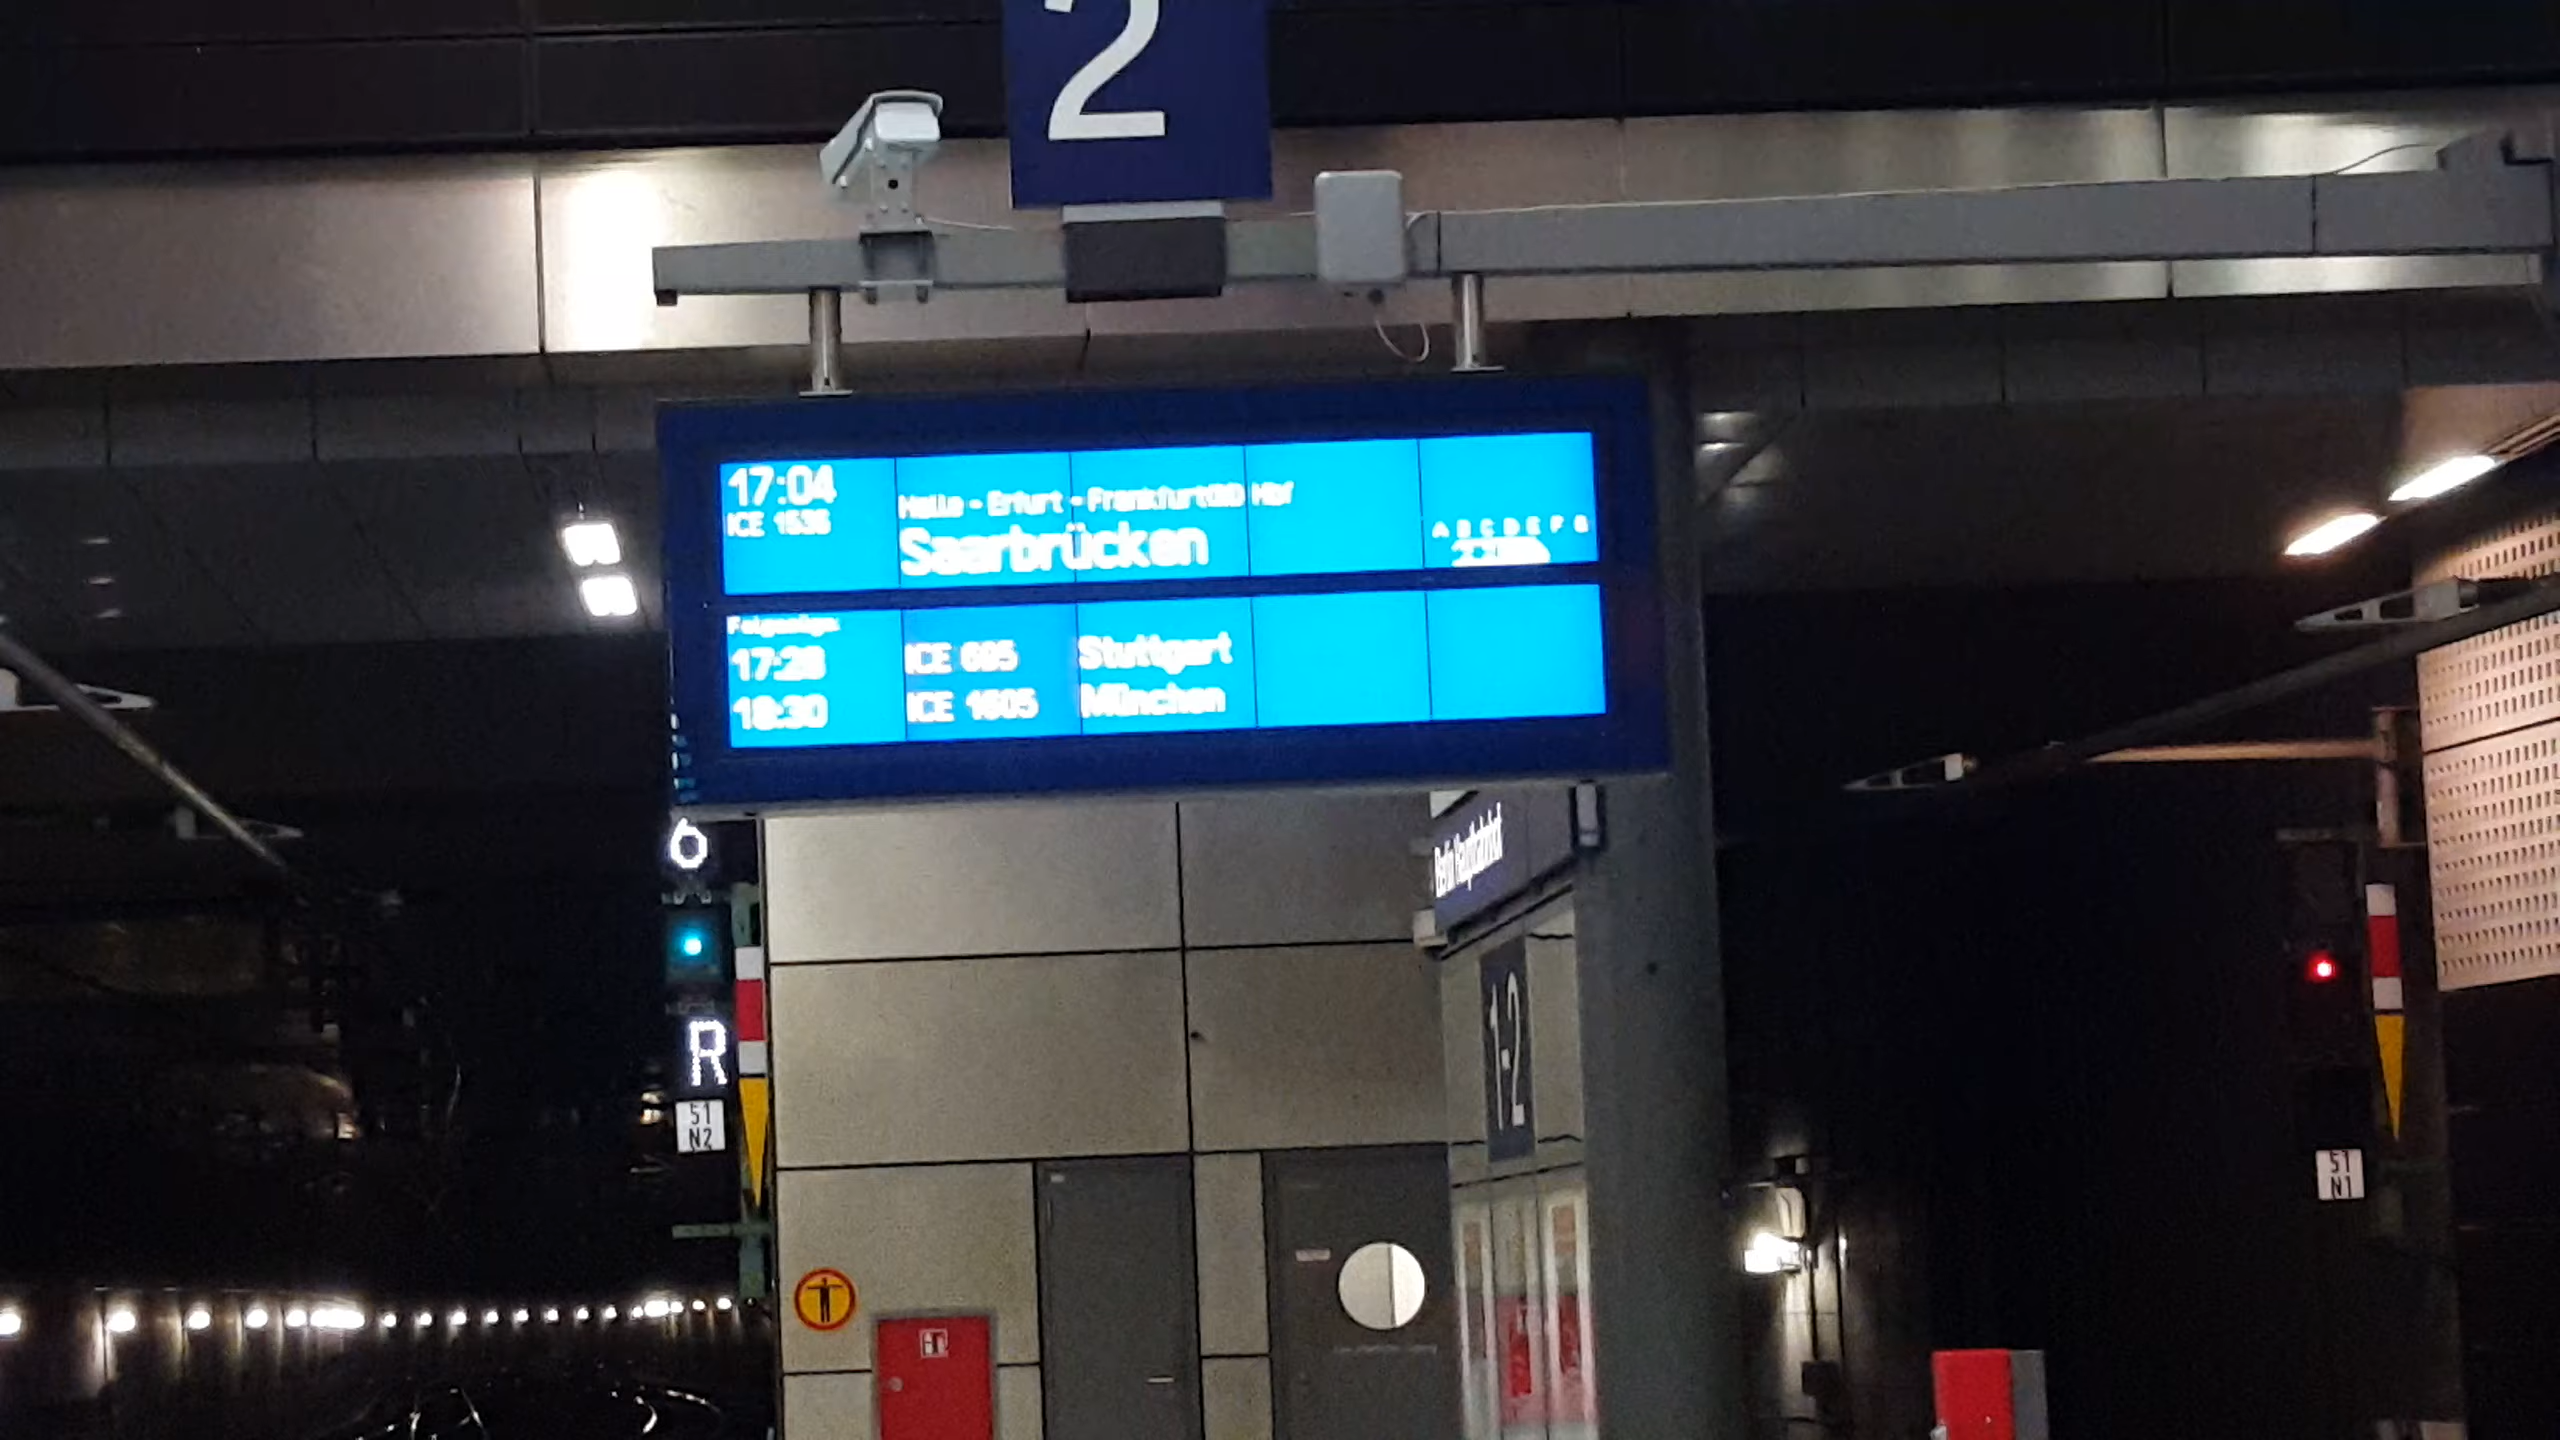 2
17:04
ICE 1536
Halle - Erfurt - Frankfurt(M) Hbf
Saarbrücken
A B C D E F G
Folgezüge
17:28 ICE 695 Stuttgart
18:30 ICE 1605 München
6
Berlin Hauptbahnhof
R
1-2
51
N2
51
N1